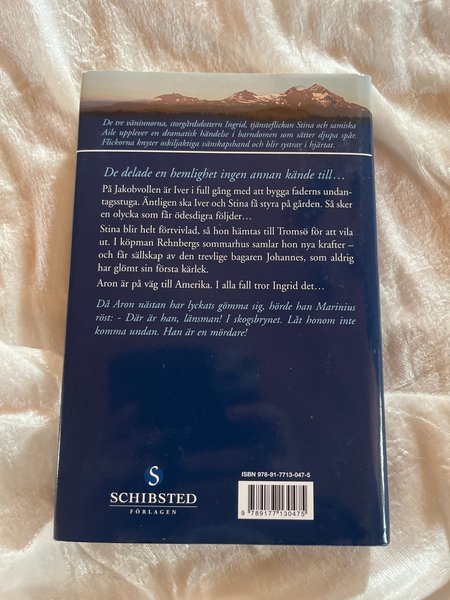 De tre väninnorna, storgårdsdottern Ingrid, tjänsteflickan Stina och samiska
Aile upplever en dramatisk händelse i barndomen som sätter djupa spår.
Flickorna knyter oskiljaktiga vänskapsband och blir systrar i hjärtat.
De delade en hemlighet ingen annan kände till…
På Jakobvollen är Iver i full gång med att bygga faderns undan-
tagsstuga. Äntligen ska Iver och Stina få styra på gården. Så sker
en olycka som får ödesdigra följder…
Stina blir helt förtvivlad, så hon hämtas till Tromsö för att vila
ut. I köpman Rehnbergs sommarhus samlar hon nya krafter –
och får sällskap av den trevlige bagaren Johannes, som aldrig
har glömt sin första kärlek.
Aron är på väg till Amerika. I alla fall tror Ingrid det…
Då Aron nästan har lyckats gömma sig, hörde han Marinius
röst: - Där är han, länsman! I skogsbrynet. Låt honom inte
komma undan. Han är en mördare!
S
SCHIBSTED
FÖRLAGEN
ISBN 978-91-7713-047-5
9 789177 130475